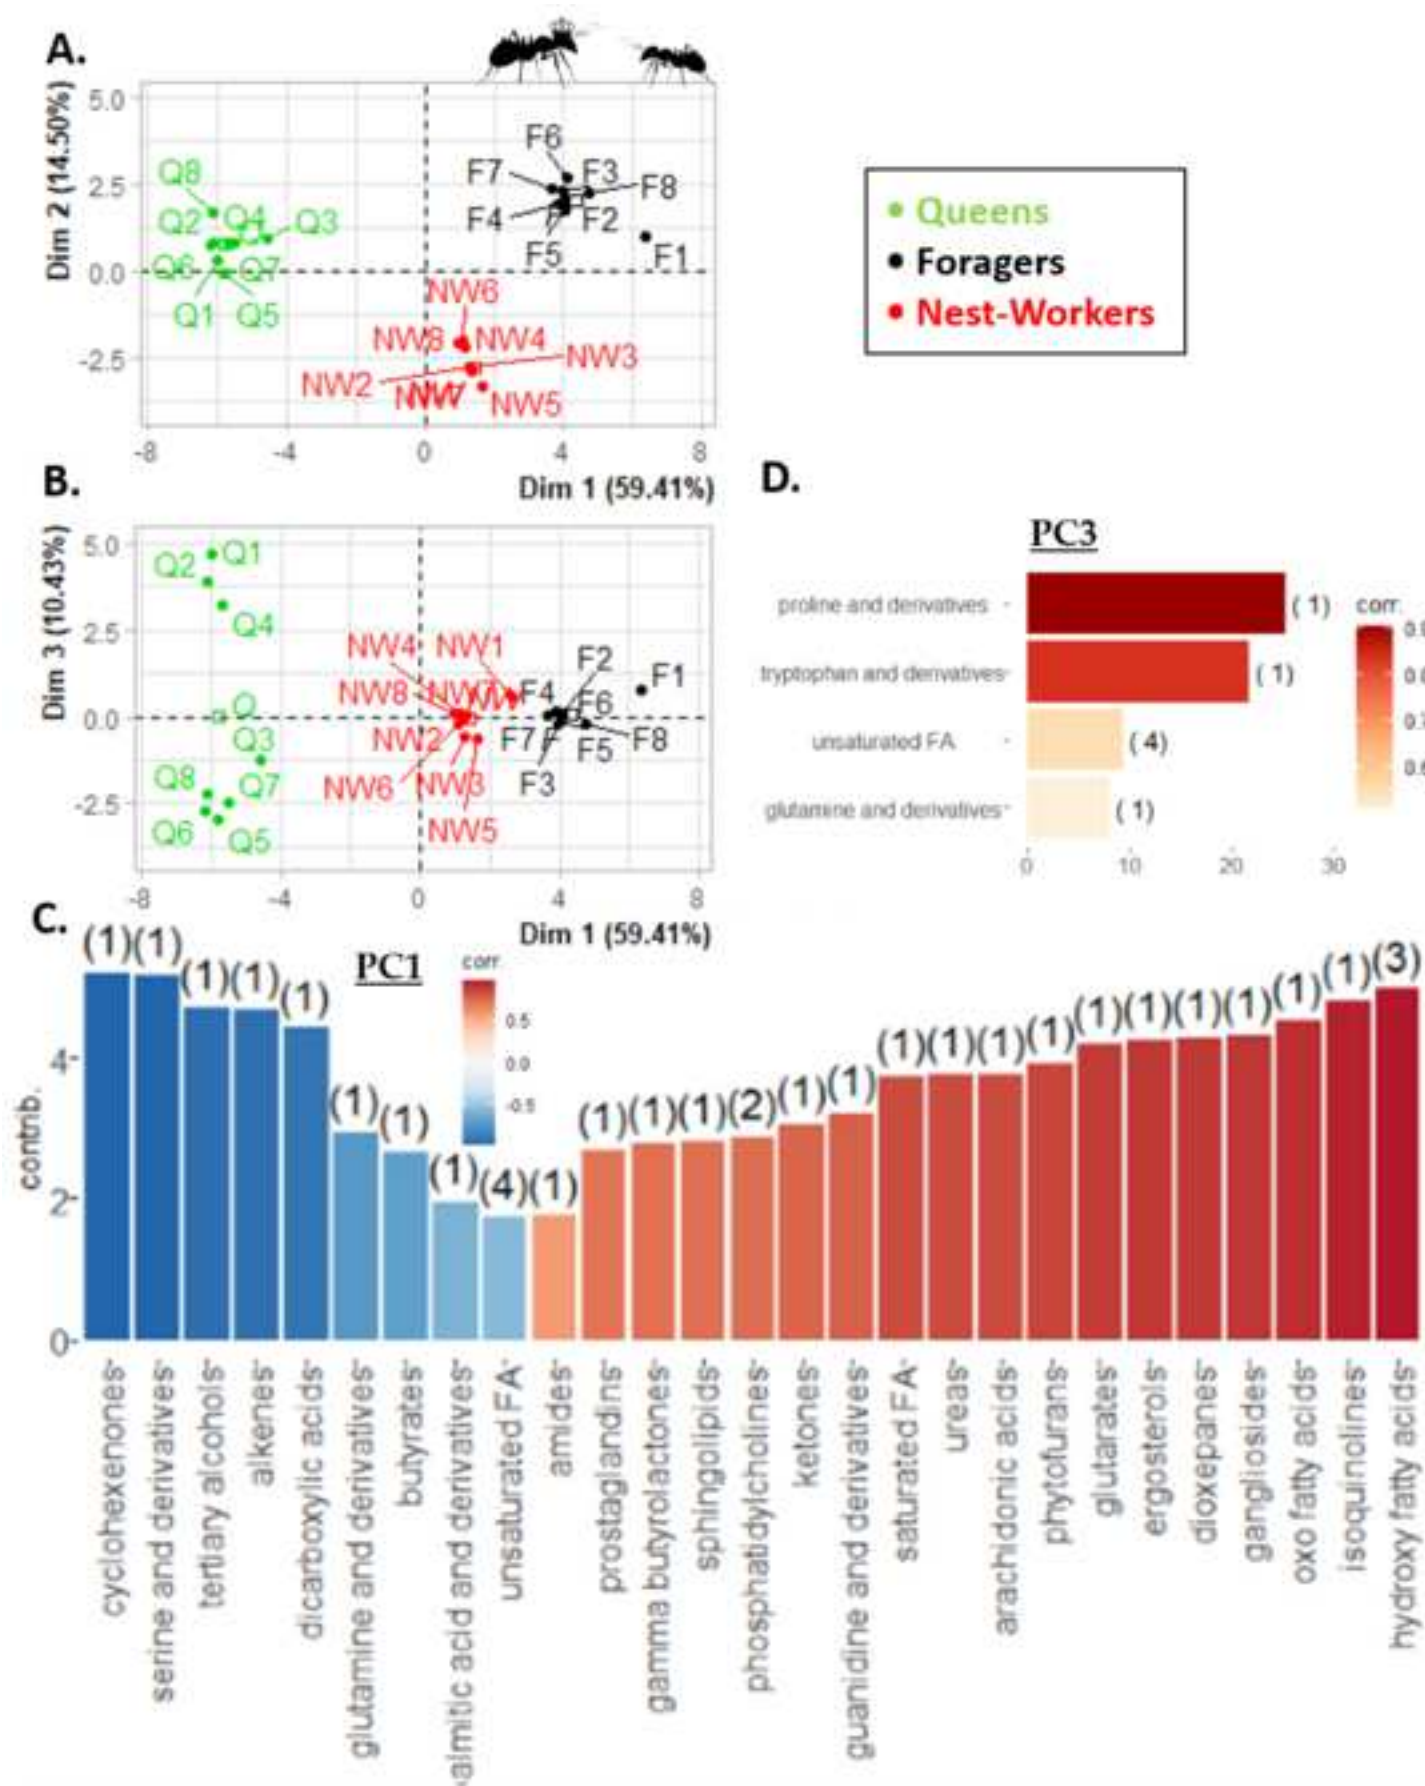 A.
Dim 2 (14.50%)
5.0
2.5
0.0
-2.5
Q8
Q2
Q4
Q3
Q6
Q7
Q1
Q5
F6
F7
F3
F8
F4
F2
F5
F1
NW6
NW8
NW4
NW3
NW2
NW5
-8
-4
0
4
8
Dim 1 (59.41%)
Queens
Foragers
Nest-Workers
B.
Dim 3 (10.43%)
5.0
2.5
0.0
-2.5
Q1
Q2
Q4
Q
Q3
Q8
Q7
Q6
Q5
NW4
NW1
NW8
NW2
NW6
NW3
NW5
F2
F1
F4
F6
F7
F
F5
F8
F3
-8
-4
0
4
8
Dim 1 (59.41%)
D.
PC3
proline and derivatives
( 1)
tryptophan and derivatives
( 1)
unsaturated FA
( 4)
glutamine and derivatives
( 1)
0
10
20
30
corr.
C.
PC1
corr
0.5
0.0
-0.5
contrib.
4
2
0
(1)(1)(1)(1)(1)(1)(1)(1)(4)(1)(1)(1)(1)(2)(1)(1)(1)(1)(1)(1)(1)(1)(1)(1)(1)(1)(3)
cyclohexenones
serine and derivatives
tertiary alcohols
alkenes
dicarboxylic acids
glutamine and derivatives
butyrates
almitic acid and derivatives
unsaturated FA
amides
prostaglandins
gamma butyrolactones
sphingolipids
phosphatidylcholines
ketones
guanidine and derivatives
saturated FA
ureas
arachidonic acids
phytofurans
glutarates
ergosterols
dioxepanes
gangliosides
oxo fatty acids
isoquinolines
hydroxy fatty acids